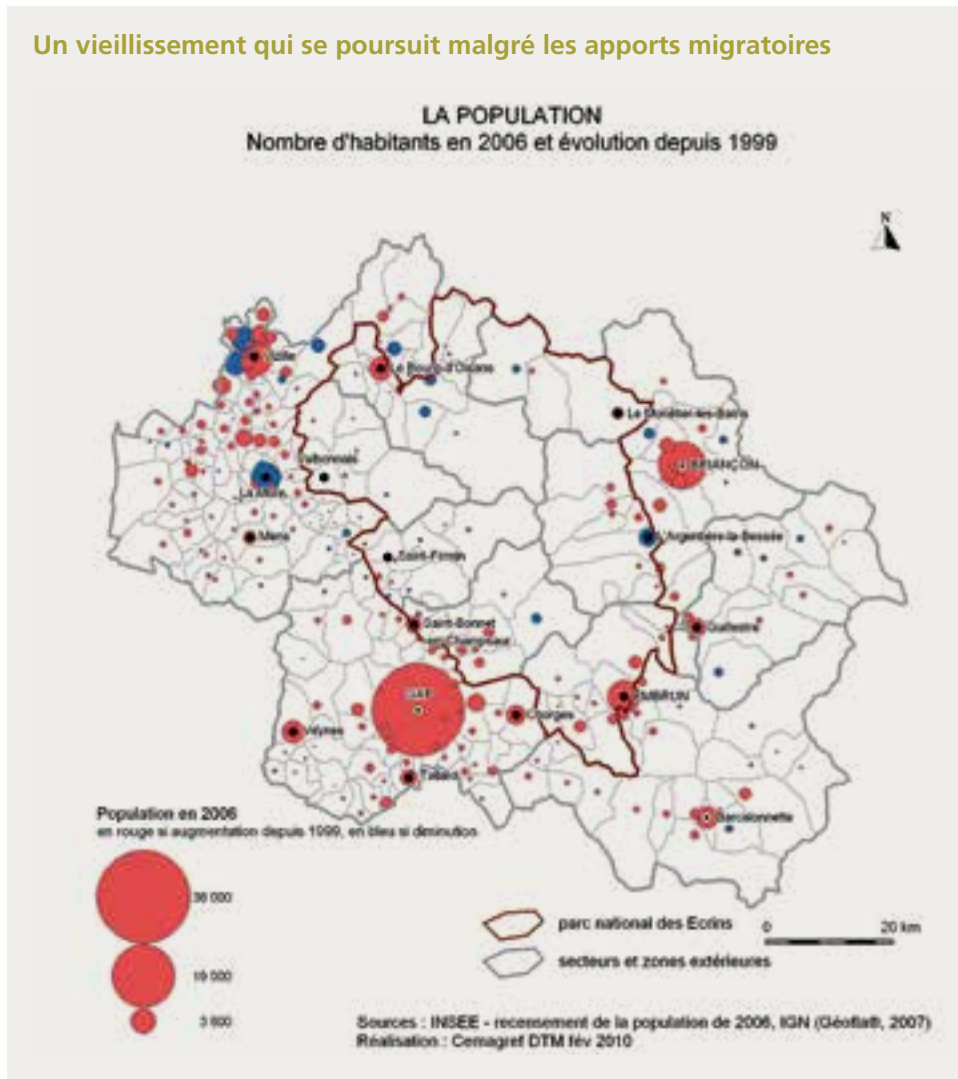 Un vieillissement qui se poursuit malgré les apports migratoires
LA POPULATION
Nombre d'habitants en 2006 et évolution depuis 1999
N
Vizille
Le Bourg-d'Oisans
Le Monêtier-les-Bains
BRIANÇON
Valbonnais
La Mure
Mens
L'Argentière-la-Bessée
Saint-Firmin
Saint-Bonnet
en-Champsaur
Guillestre
GAP
EMBRUN
Chorges
Veynes
Tallard
Barcelonnette
Population en 2006
en rouge si augmentation depuis 1999, en bleu si diminution
36 000
19 000
3 600
parc national des Ecrins
secteurs et zones extérieures
0 20 km
Sources : INSEE - recensement de la population de 2006, IGN (Géofla®, 2007)
Réalisation : Cemagref DTM fév 2010